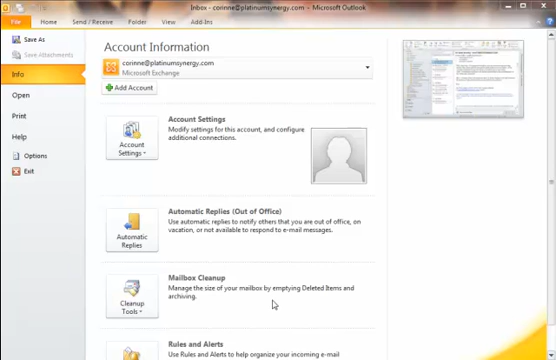 Inbox - corinne@platinumsynergy.com - Microsoft Outlook
File Home Send / Receive Folder View Add-Ins
Save As
Save Attachments
Info
Open
Print
Help
Options
Exit
Account Information
corinne@platinumsynergy.com
Microsoft Exchange
Add Account
Account Settings
Account
Settings
Modify settings for this account, and configure
additional connections.
Automatic Replies (Out of Office)
Automatic
Replies
Use automatic replies to notify others that you are out of office, on
vacation, or not available to respond to e-mail messages.
Mailbox Cleanup
Cleanup
Tools
Manage the size of your mailbox by emptying Deleted Items and
archiving.
Rules and Alerts
Use Rules and Alerts to help organize your incoming e-mail